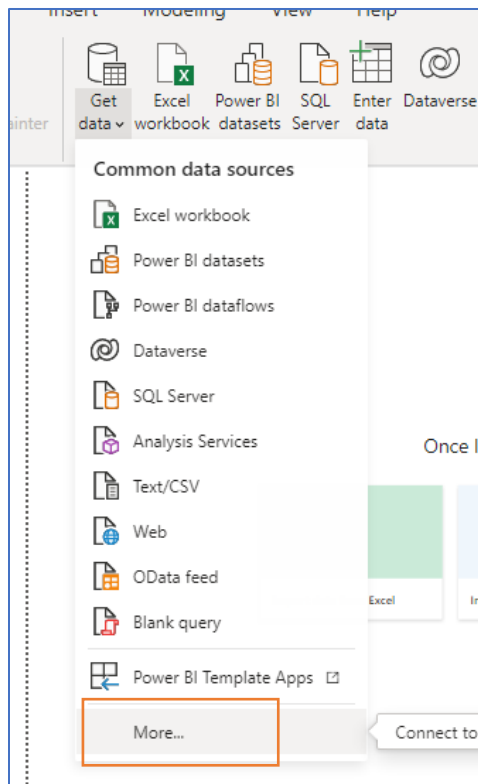 Insert Modeling View Help
Get data Excel workbook Power BI datasets SQL Server Enter data Dataverse
ainter
Common data sources
Excel workbook
Power BI datasets
Power BI dataflows
Dataverse
SQL Server
Analysis Services
Once l
Text/CSV
Web
OData feed
Excel
Blank query
Power BI Template Apps
More...
Connect to